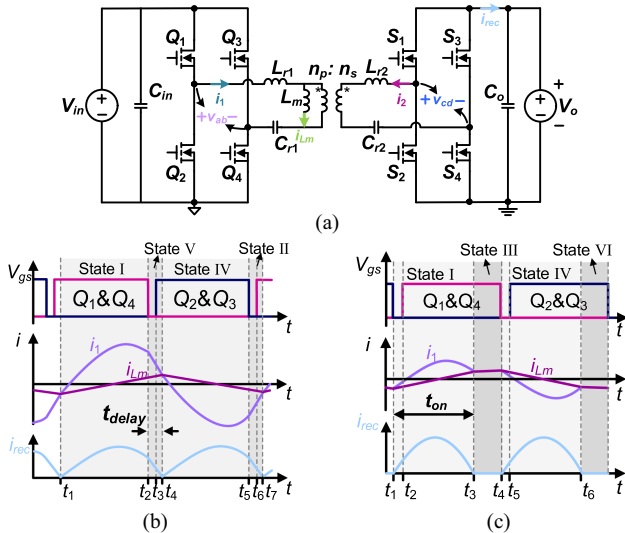 Q1 Q3 S1 S3 irec
Lr1 np: ns Lr2
Vin Cin i1 Lm * * i2 +vcd− Co + Vo −
+vab− iLm
Cr1 Cr2
Q2 Q4 S2 S4
(a)
State V State II
Vgs State I State IV
Q1&Q4 Q2&Q3
t
i i1 iLm
t
tdelay
irec
t1 t2 t3 t4 t5 t6 t7 t
(b)
State III State VI
Vgs State I State IV
Q1&Q4 Q2&Q3
t
i i1 iLm
t
ton
irec
t1 t2 t3 t4 t5 t6 t
(c)